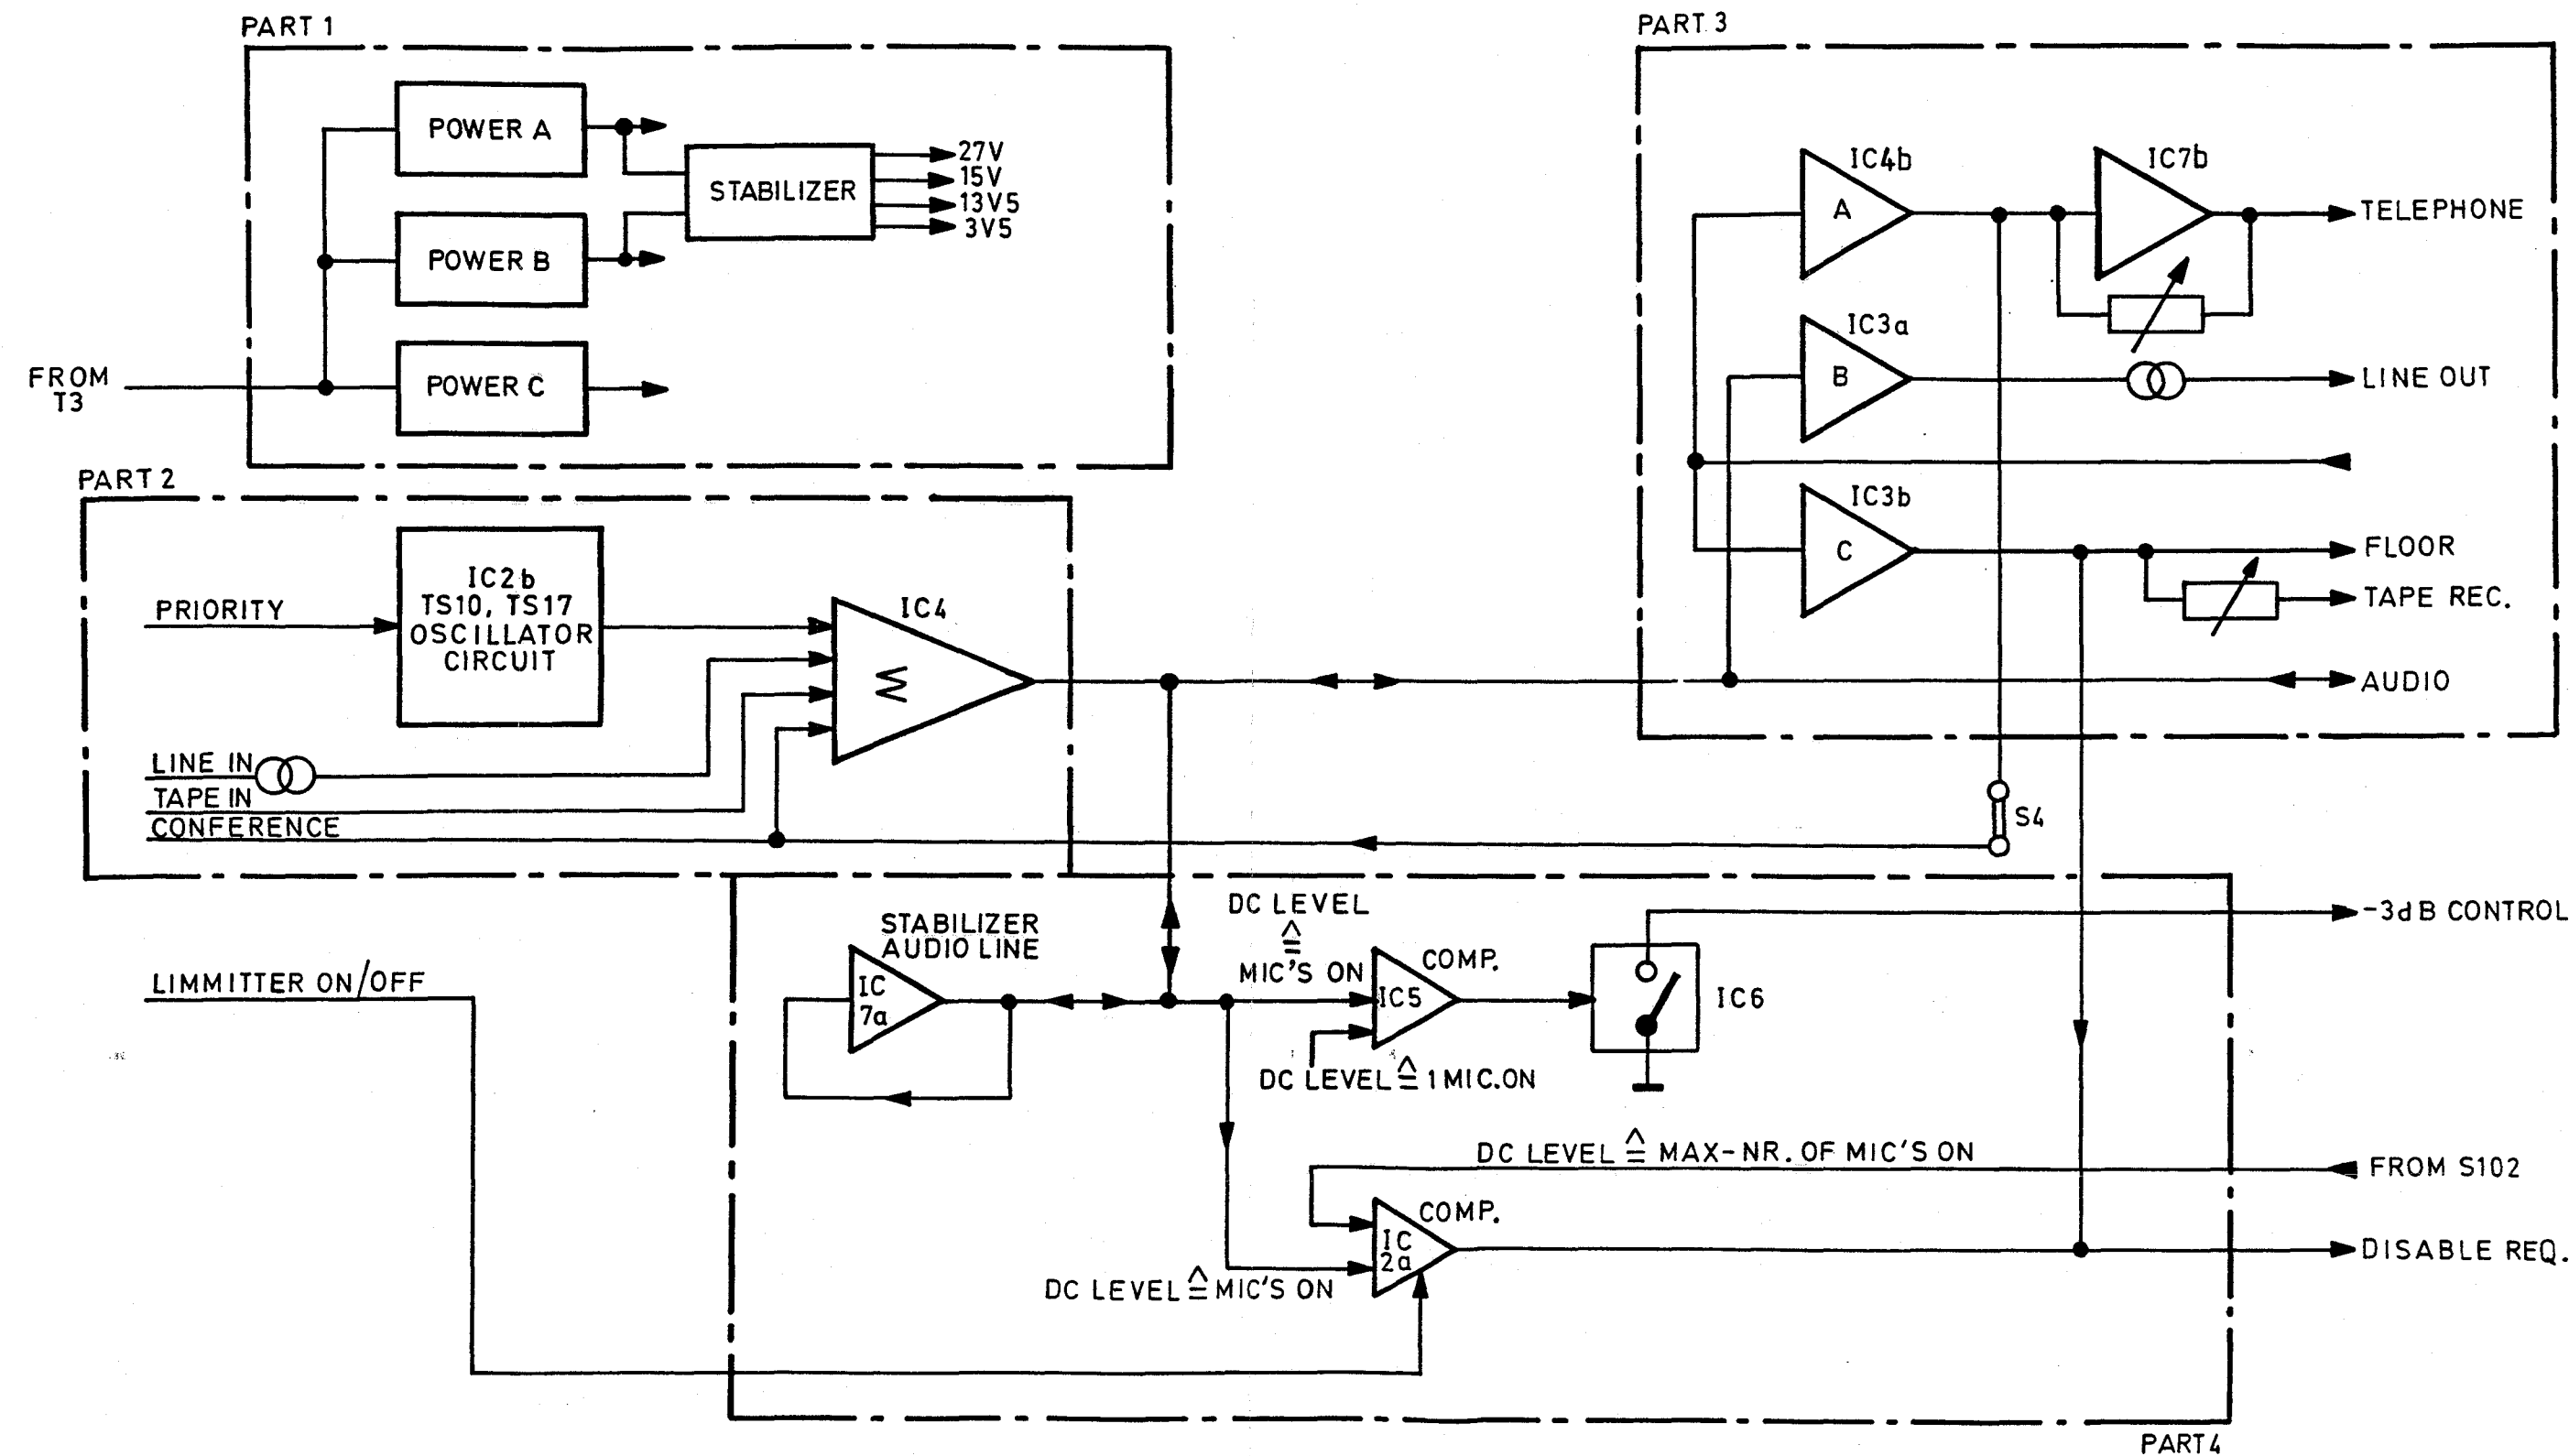 PART 1
POWER A
POWER B
POWER C
STABILIZER
27V
15V
13V5
3V5
FROM
T3
PART 2
PRIORITY
IC2b
TS10, TS17
OSCILLATOR
CIRCUIT
IC4
LINE IN
TAPE IN
CONFERENCE
PART 3
IC4b
A
IC7b
TELEPHONE
IC3a
B
LINE OUT
IC3b
C
FLOOR
TAPE REC.
AUDIO
S4
STABILIZER
AUDIO LINE
IC
7a
DC LEVEL
≙
MIC'S ON
COMP.
IC5
IC6
DC LEVEL ≙ 1 MIC.ON
-3dB CONTROL
LIMMITTER ON/OFF
DC LEVEL ≙ MAX-NR. OF MIC'S ON
FROM S102
COMP.
IC
2a
DC LEVEL ≙ MIC'S ON
DISABLE REQ.
PART 4